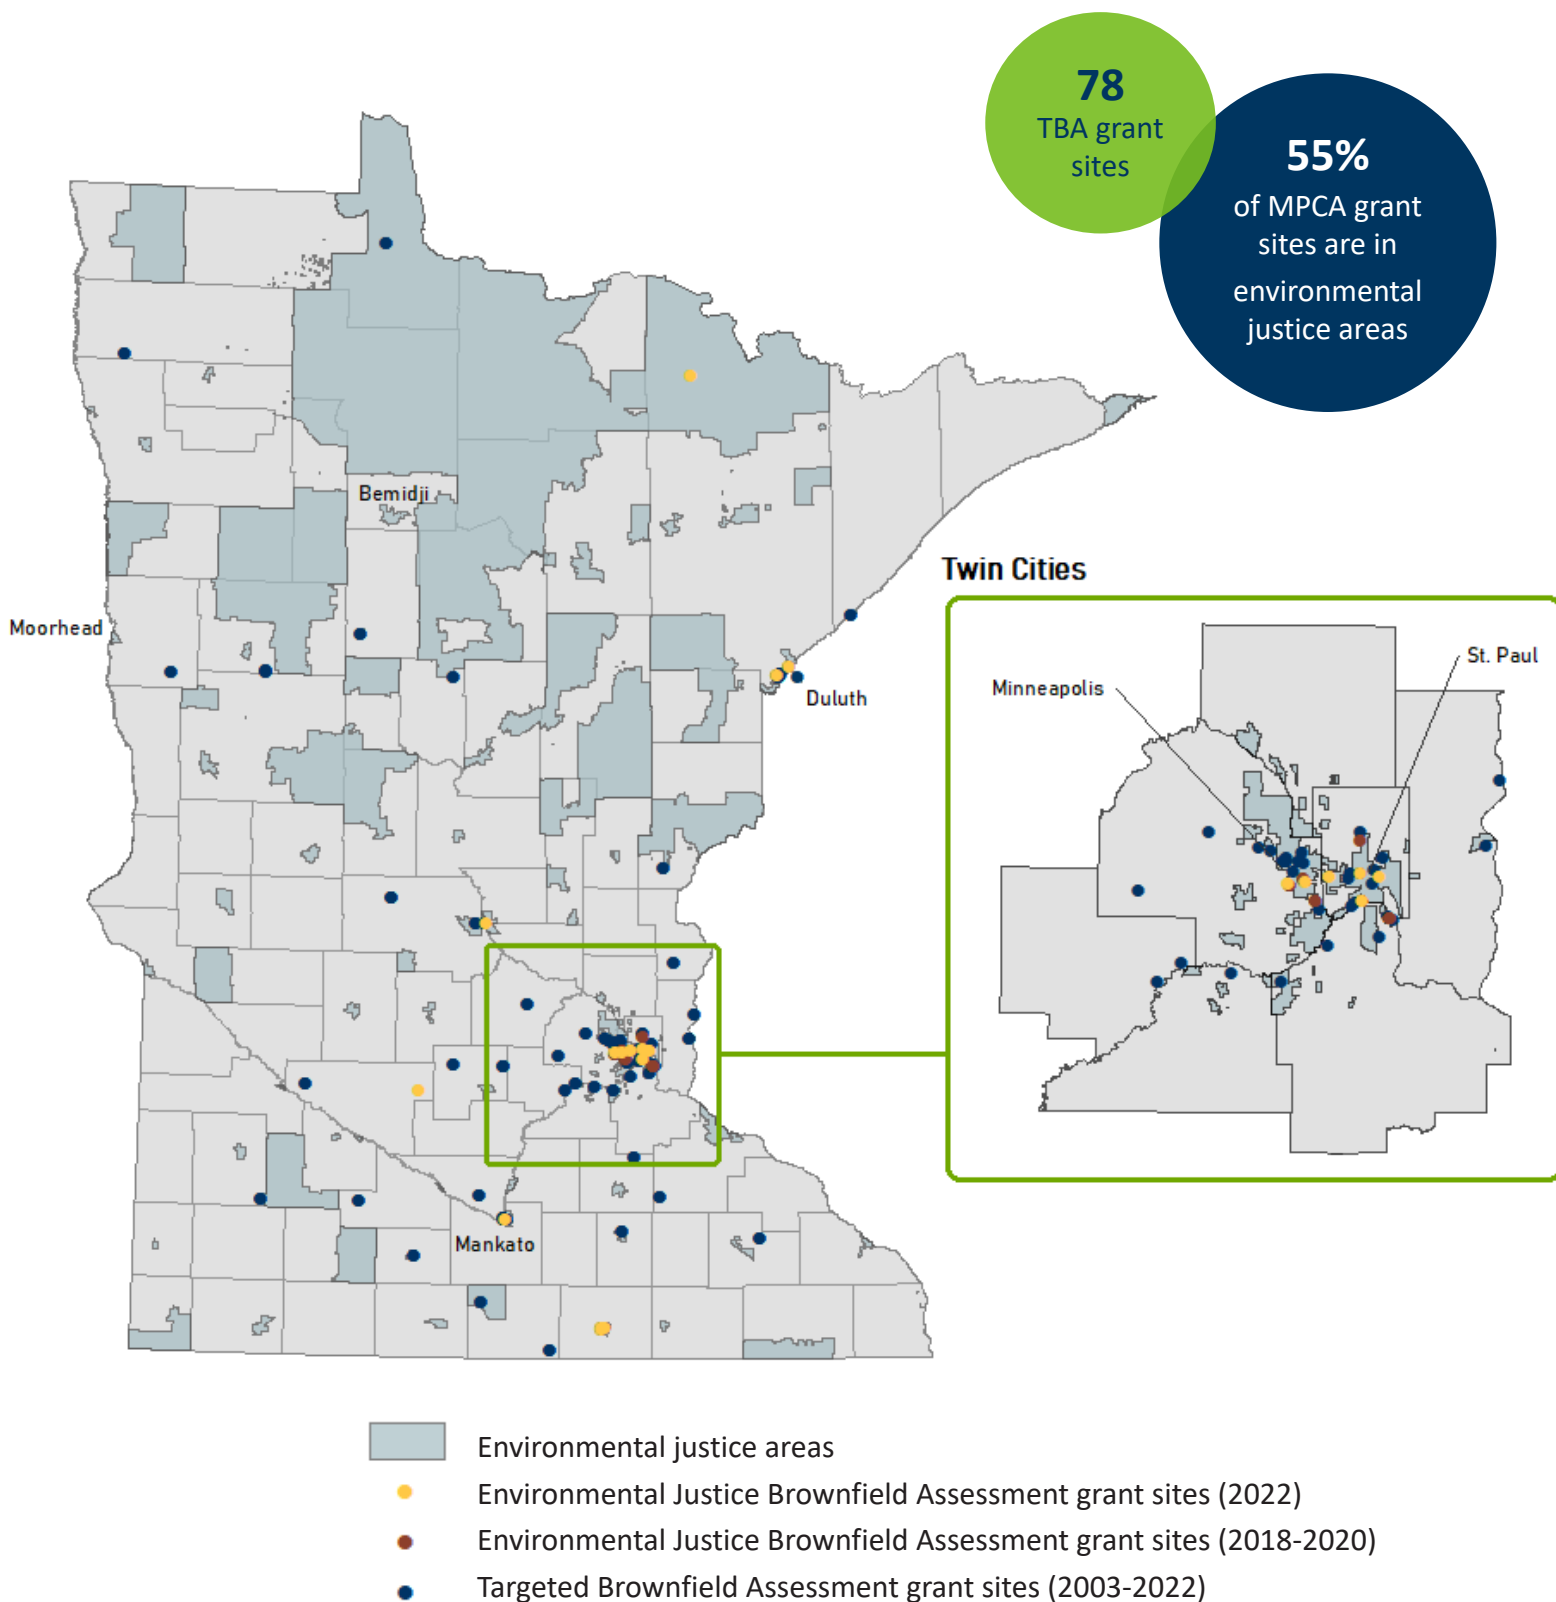 78
TBA grant
sites
55%
of MPCA grant
sites are in
environmental
justice areas
Bemidji
Moorhead
Duluth
Mankato
Twin Cities
Minneapolis
St. Paul
Environmental justice areas
Environmental Justice Brownfield Assessment grant sites (2022)
Environmental Justice Brownfield Assessment grant sites (2018-2020)
Targeted Brownfield Assessment grant sites (2003-2022)